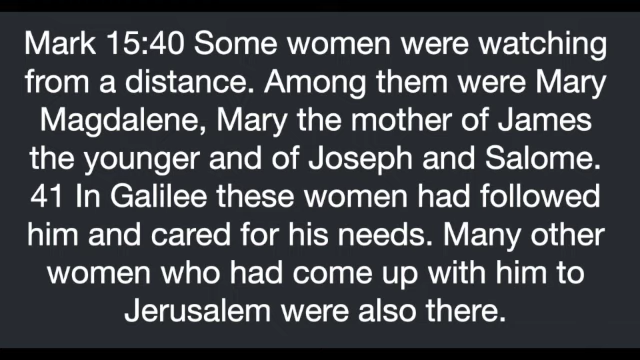 Mark 15:40 Some women were watching
from a distance. Among them were Mary
Magdalene, Mary the mother of James
the younger and of Joseph and Salome.
41 In Galilee these women had followed
him and cared for his needs. Many other
women who had come up with him to
Jerusalem were also there.